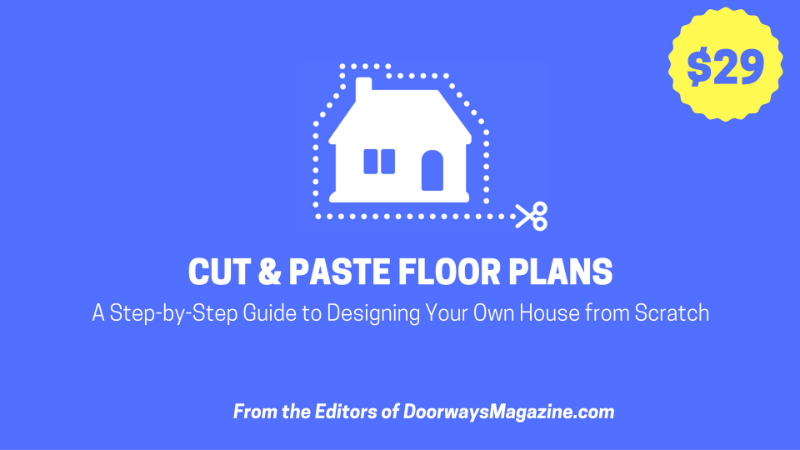 $29
CUT & PASTE FLOOR PLANS
A Step-by-Step Guide to Designing Your Own House from Scratch
From the Editors of DoorwaysMagazine.com